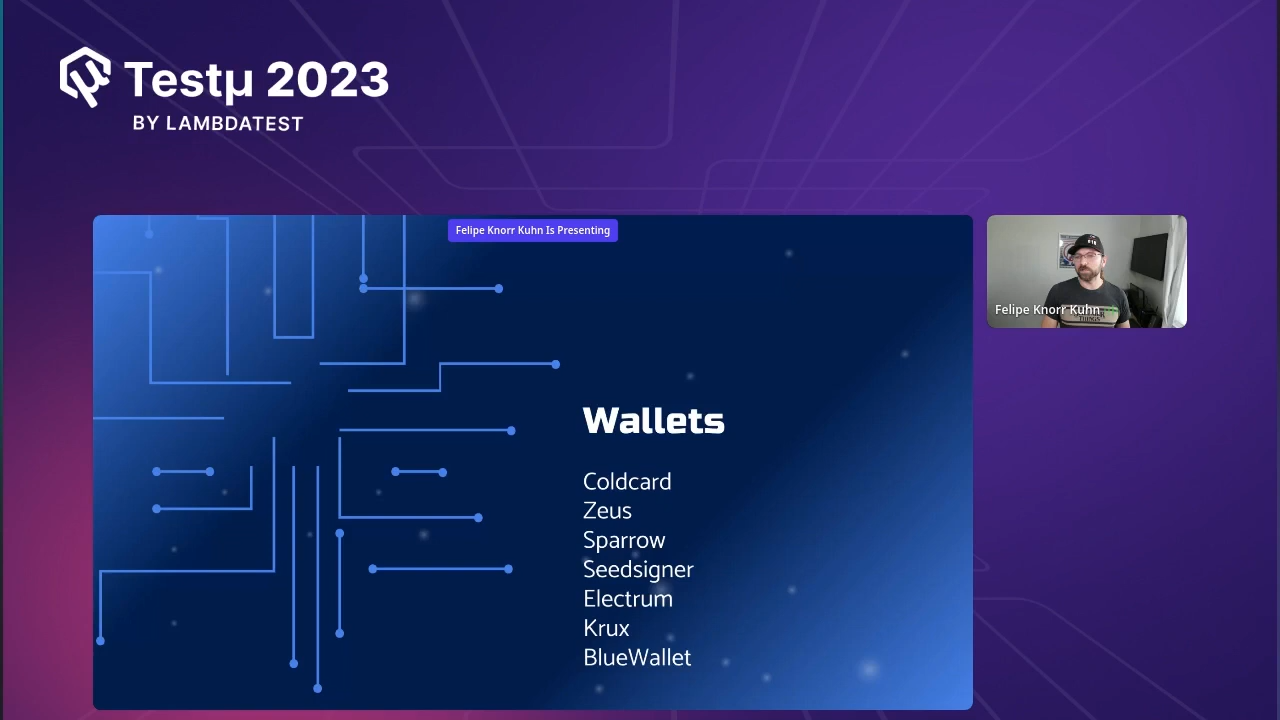 Testμ 2023
BY LAMBDATEST
Felipe Knorr Kuhn Is Presenting
Felipe Knorr Kuhn
THINGS
Wallets
Coldcard
Zeus
Sparrow
Seedsigner
Electrum
Krux
BlueWallet